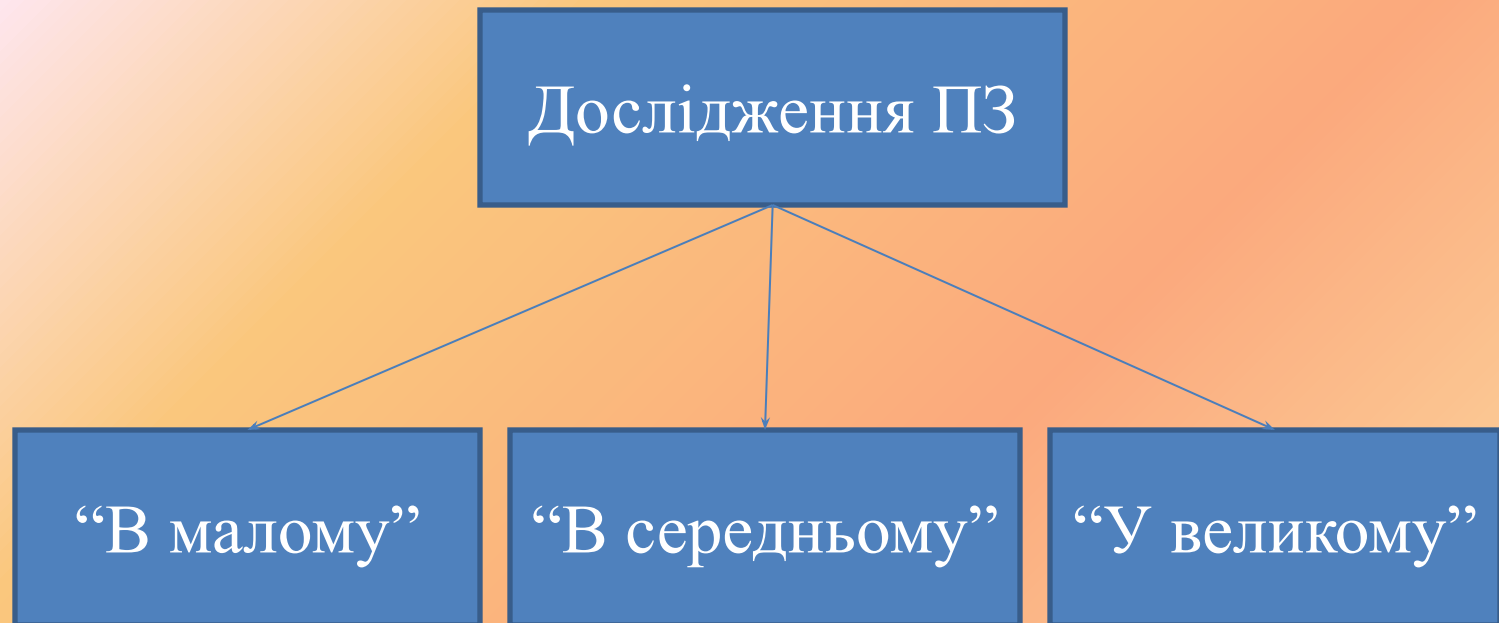 Дослідження ПЗ
“В малому”
“В середньому”
“У великому”